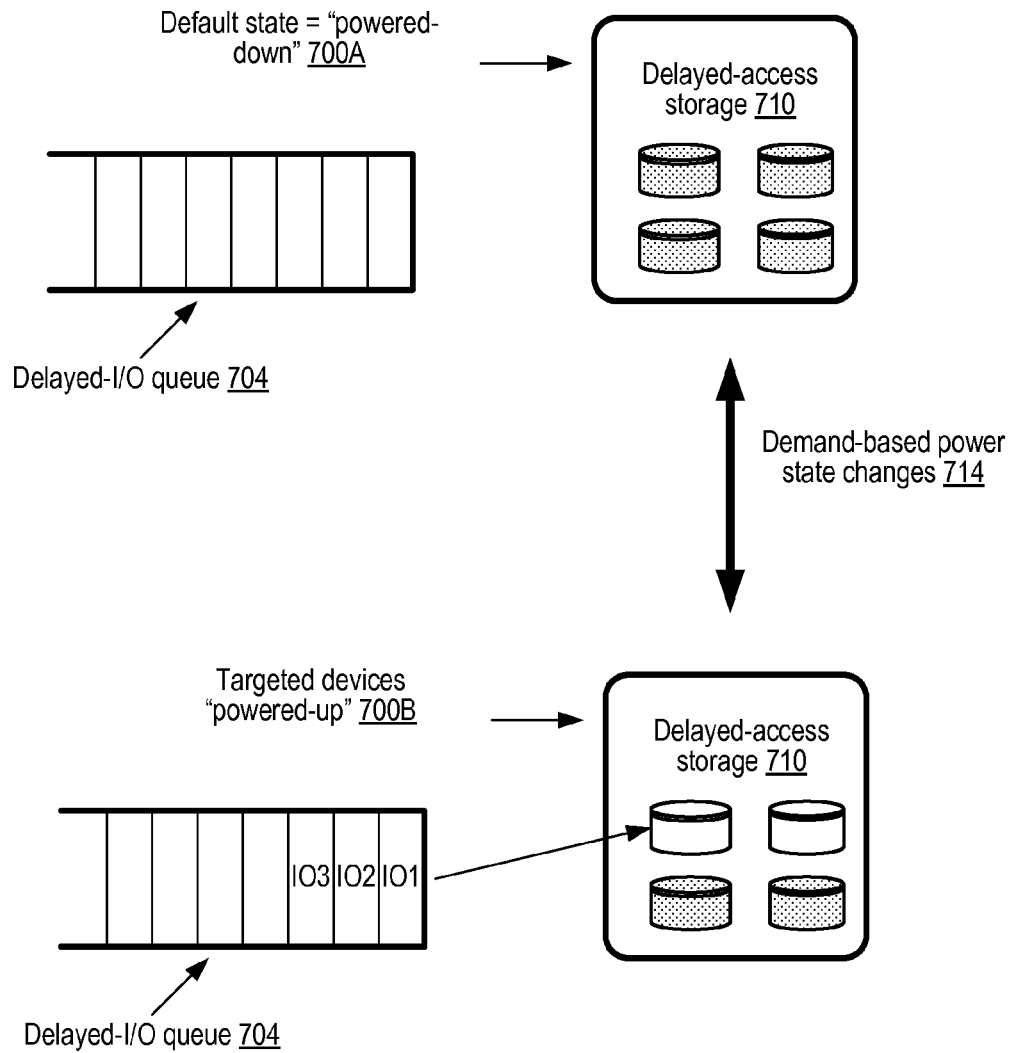 Default state = “powered-
down” 700A
Delayed-access
storage 710
Delayed-I/O queue 704
Demand-based power
state changes 714
Targeted devices
“powered-up” 700B
Delayed-access
storage 710
IO3 IO2 IO1
Delayed-I/O queue 704